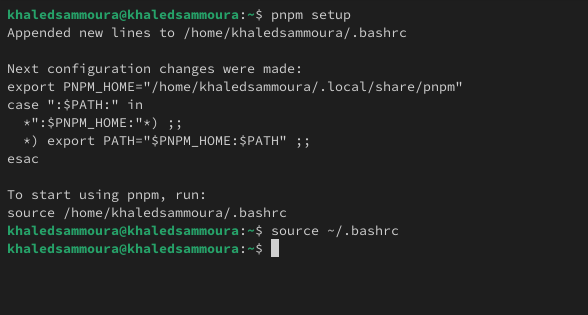 khaledsammoura@khaledsammoura:~$ pnpm setup
Appended new lines to /home/khaledsammoura/.bashrc

Next configuration changes were made:
export PNPM_HOME="/home/khaledsammoura/.local/share/pnpm"
case ":$PATH:" in
  *":$PNPM_HOME:"*) ;;
  *) export PATH="$PNPM_HOME:$PATH" ;;
esac

To start using pnpm, run:
source /home/khaledsammoura/.bashrc
khaledsammoura@khaledsammoura:~$ source ~/.bashrc
khaledsammoura@khaledsammoura:~$